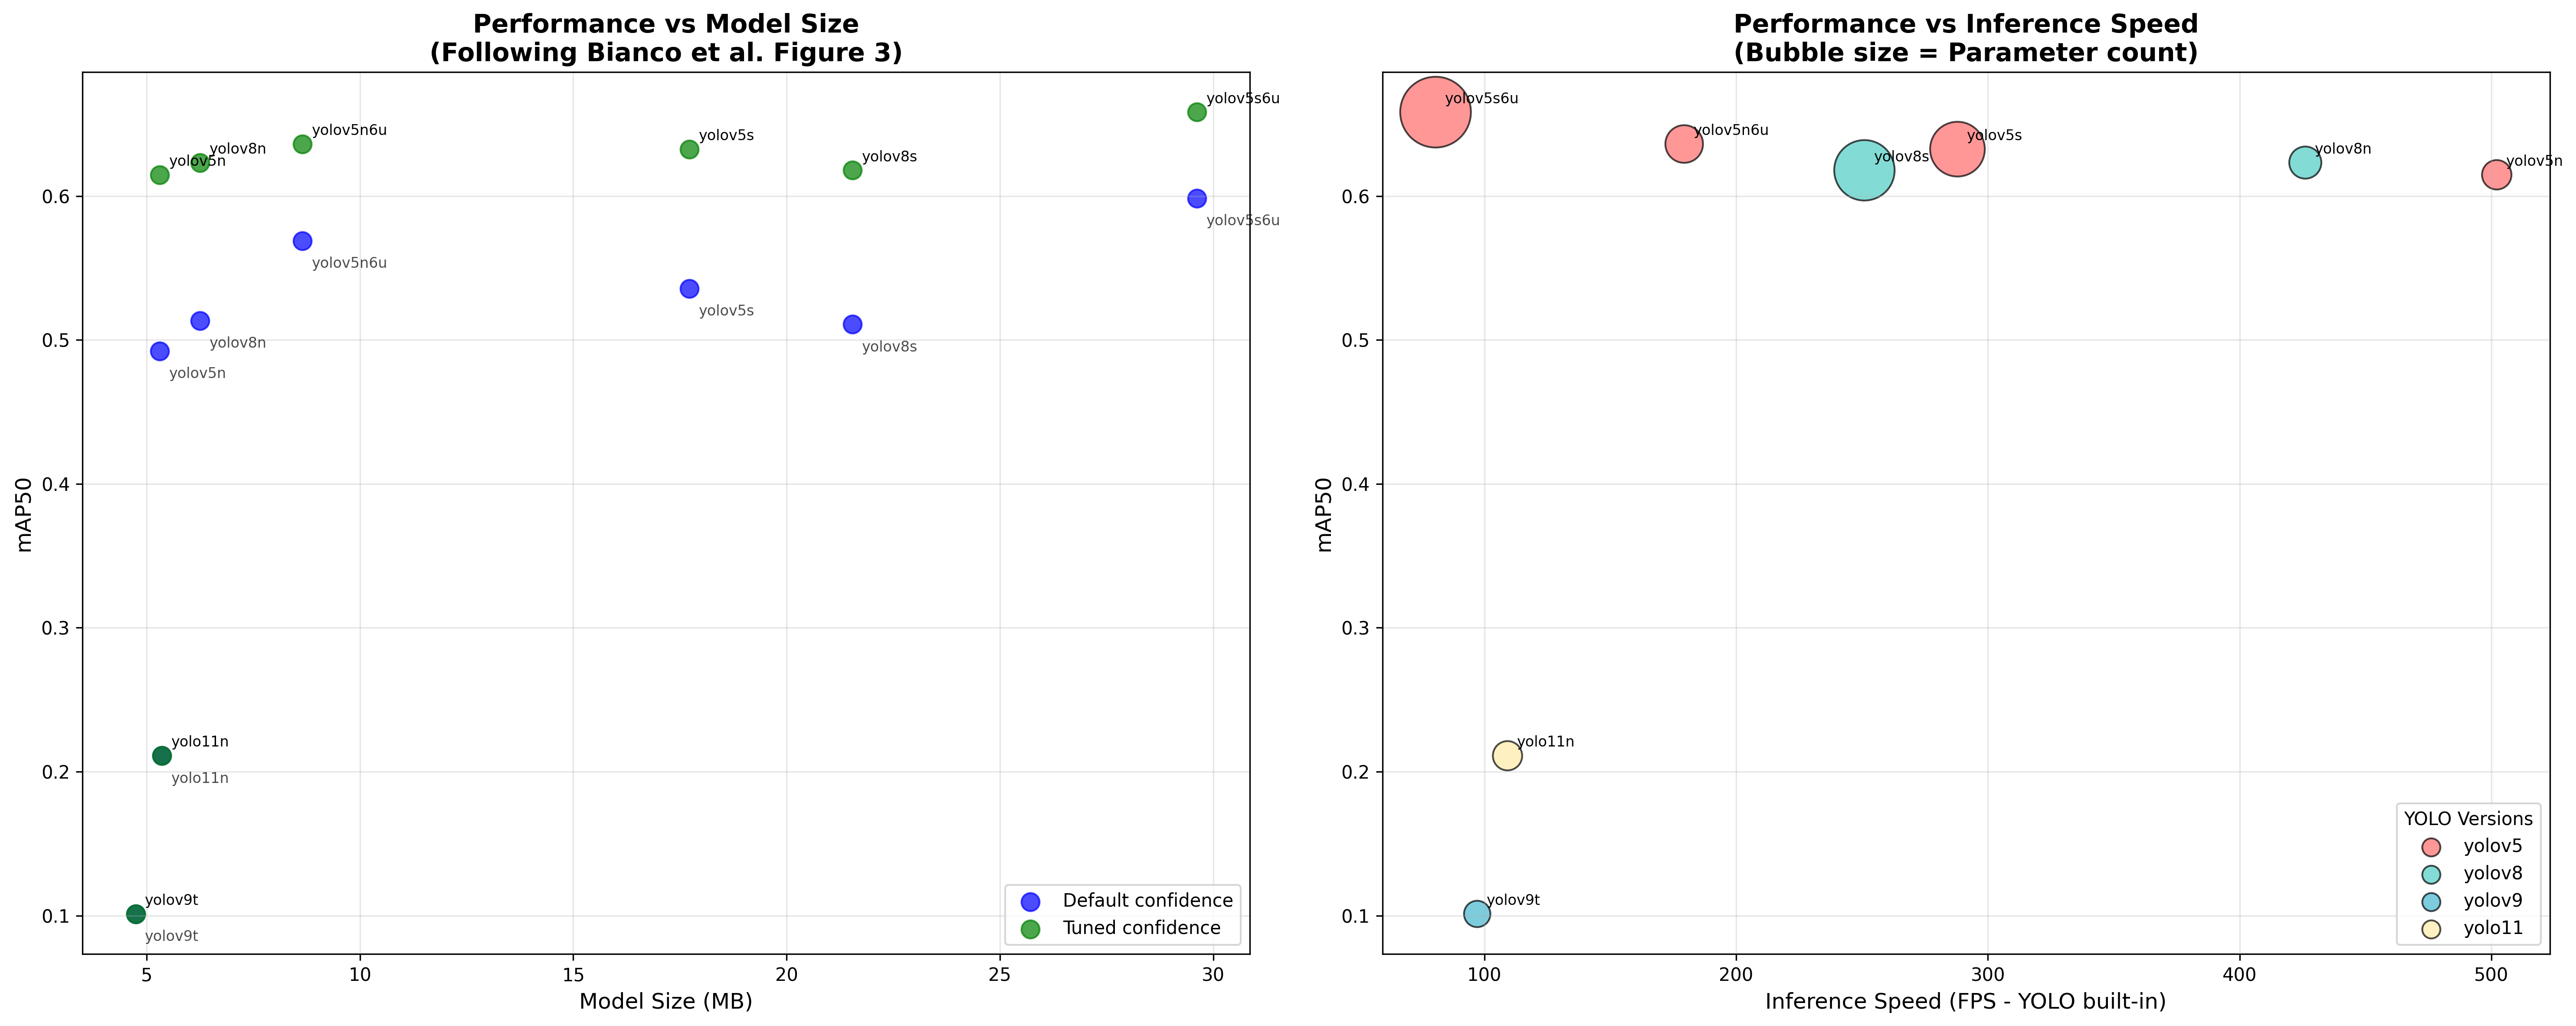 Performance vs Model Size
(Following Bianco et al. Figure 3)
yolov5s6u
yolov5n6u
yolov8n
yolov5n
yolov5s
yolov8s
yolov5s6u
yolov5n6u
yolov5s
yolov8n
yolov8s
yolov5n
yolo11n
yolo11n
yolov9t
yolov9t
0.6
0.5
0.4
0.3
0.2
0.1
mAP50
Default confidence
Tuned confidence
5
10
15
20
25
30
Model Size (MB)
Performance vs Inference Speed
(Bubble size = Parameter count)
yolov5s6u
yolov5n6u
yolov8s
yolov5s
yolov8n
yolov5n
yolo11n
yolov9t
0.6
0.5
0.4
0.3
0.2
0.1
mAP50
YOLO Versions
yolov5
yolov8
yolov9
yolo11
100
200
300
400
500
Inference Speed (FPS - YOLO built-in)